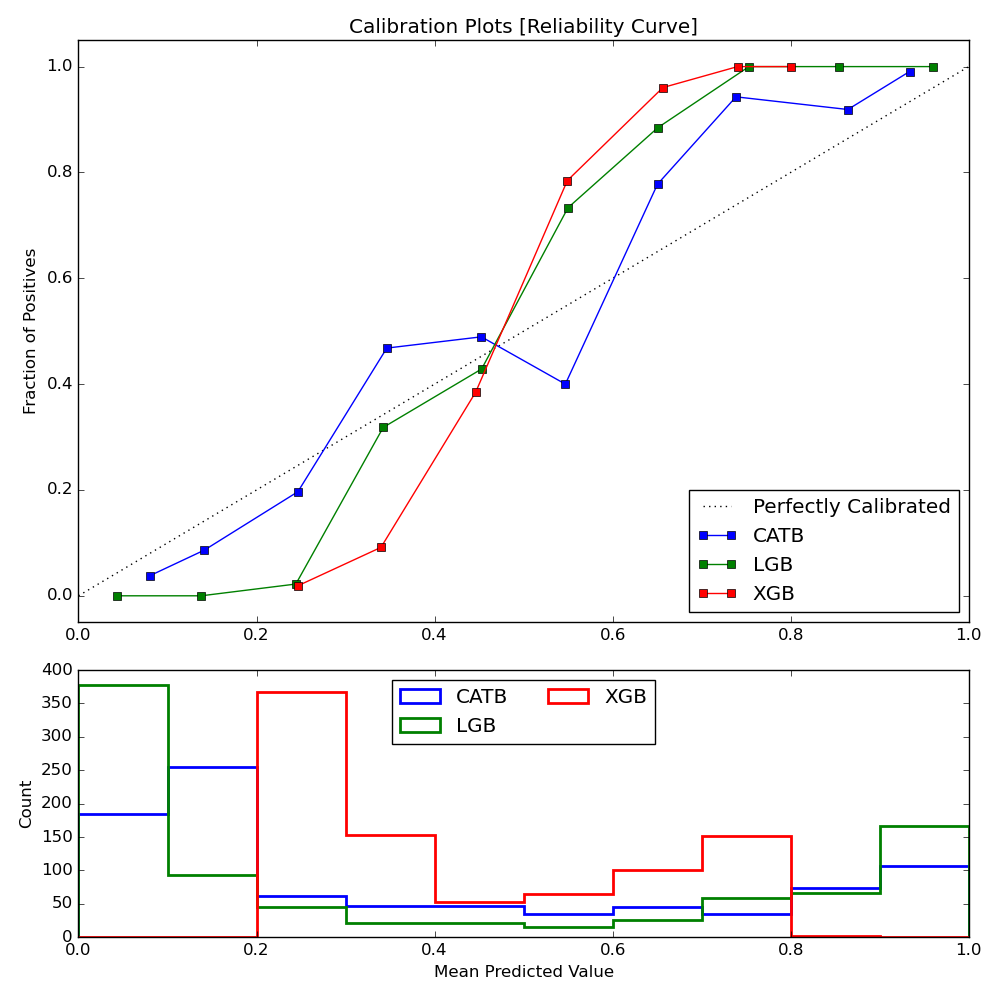 Calibration Plots [Reliability Curve]
1.0
0.8
0.6
0.4
0.2
0.0
Fraction of Positives
Perfectly Calibrated
CATB
LGB
XGB
0.0 0.2 0.4 0.6 0.8 1.0
400
350
300
250
200
150
100
50
0
Count
CATB XGB
LGB
0.0 0.2 0.4 0.6 0.8 1.0
Mean Predicted Value